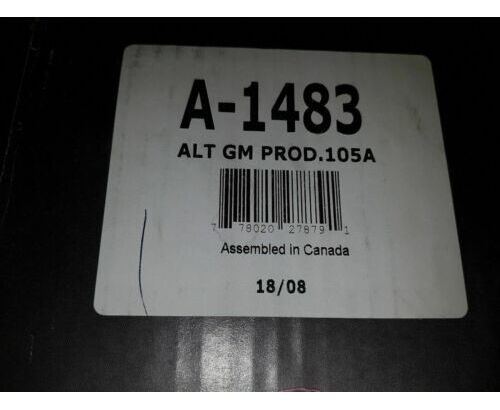 A-1483
ALT GM PROD.105A
7 78020 27879 1
Assembled in Canada
18/08